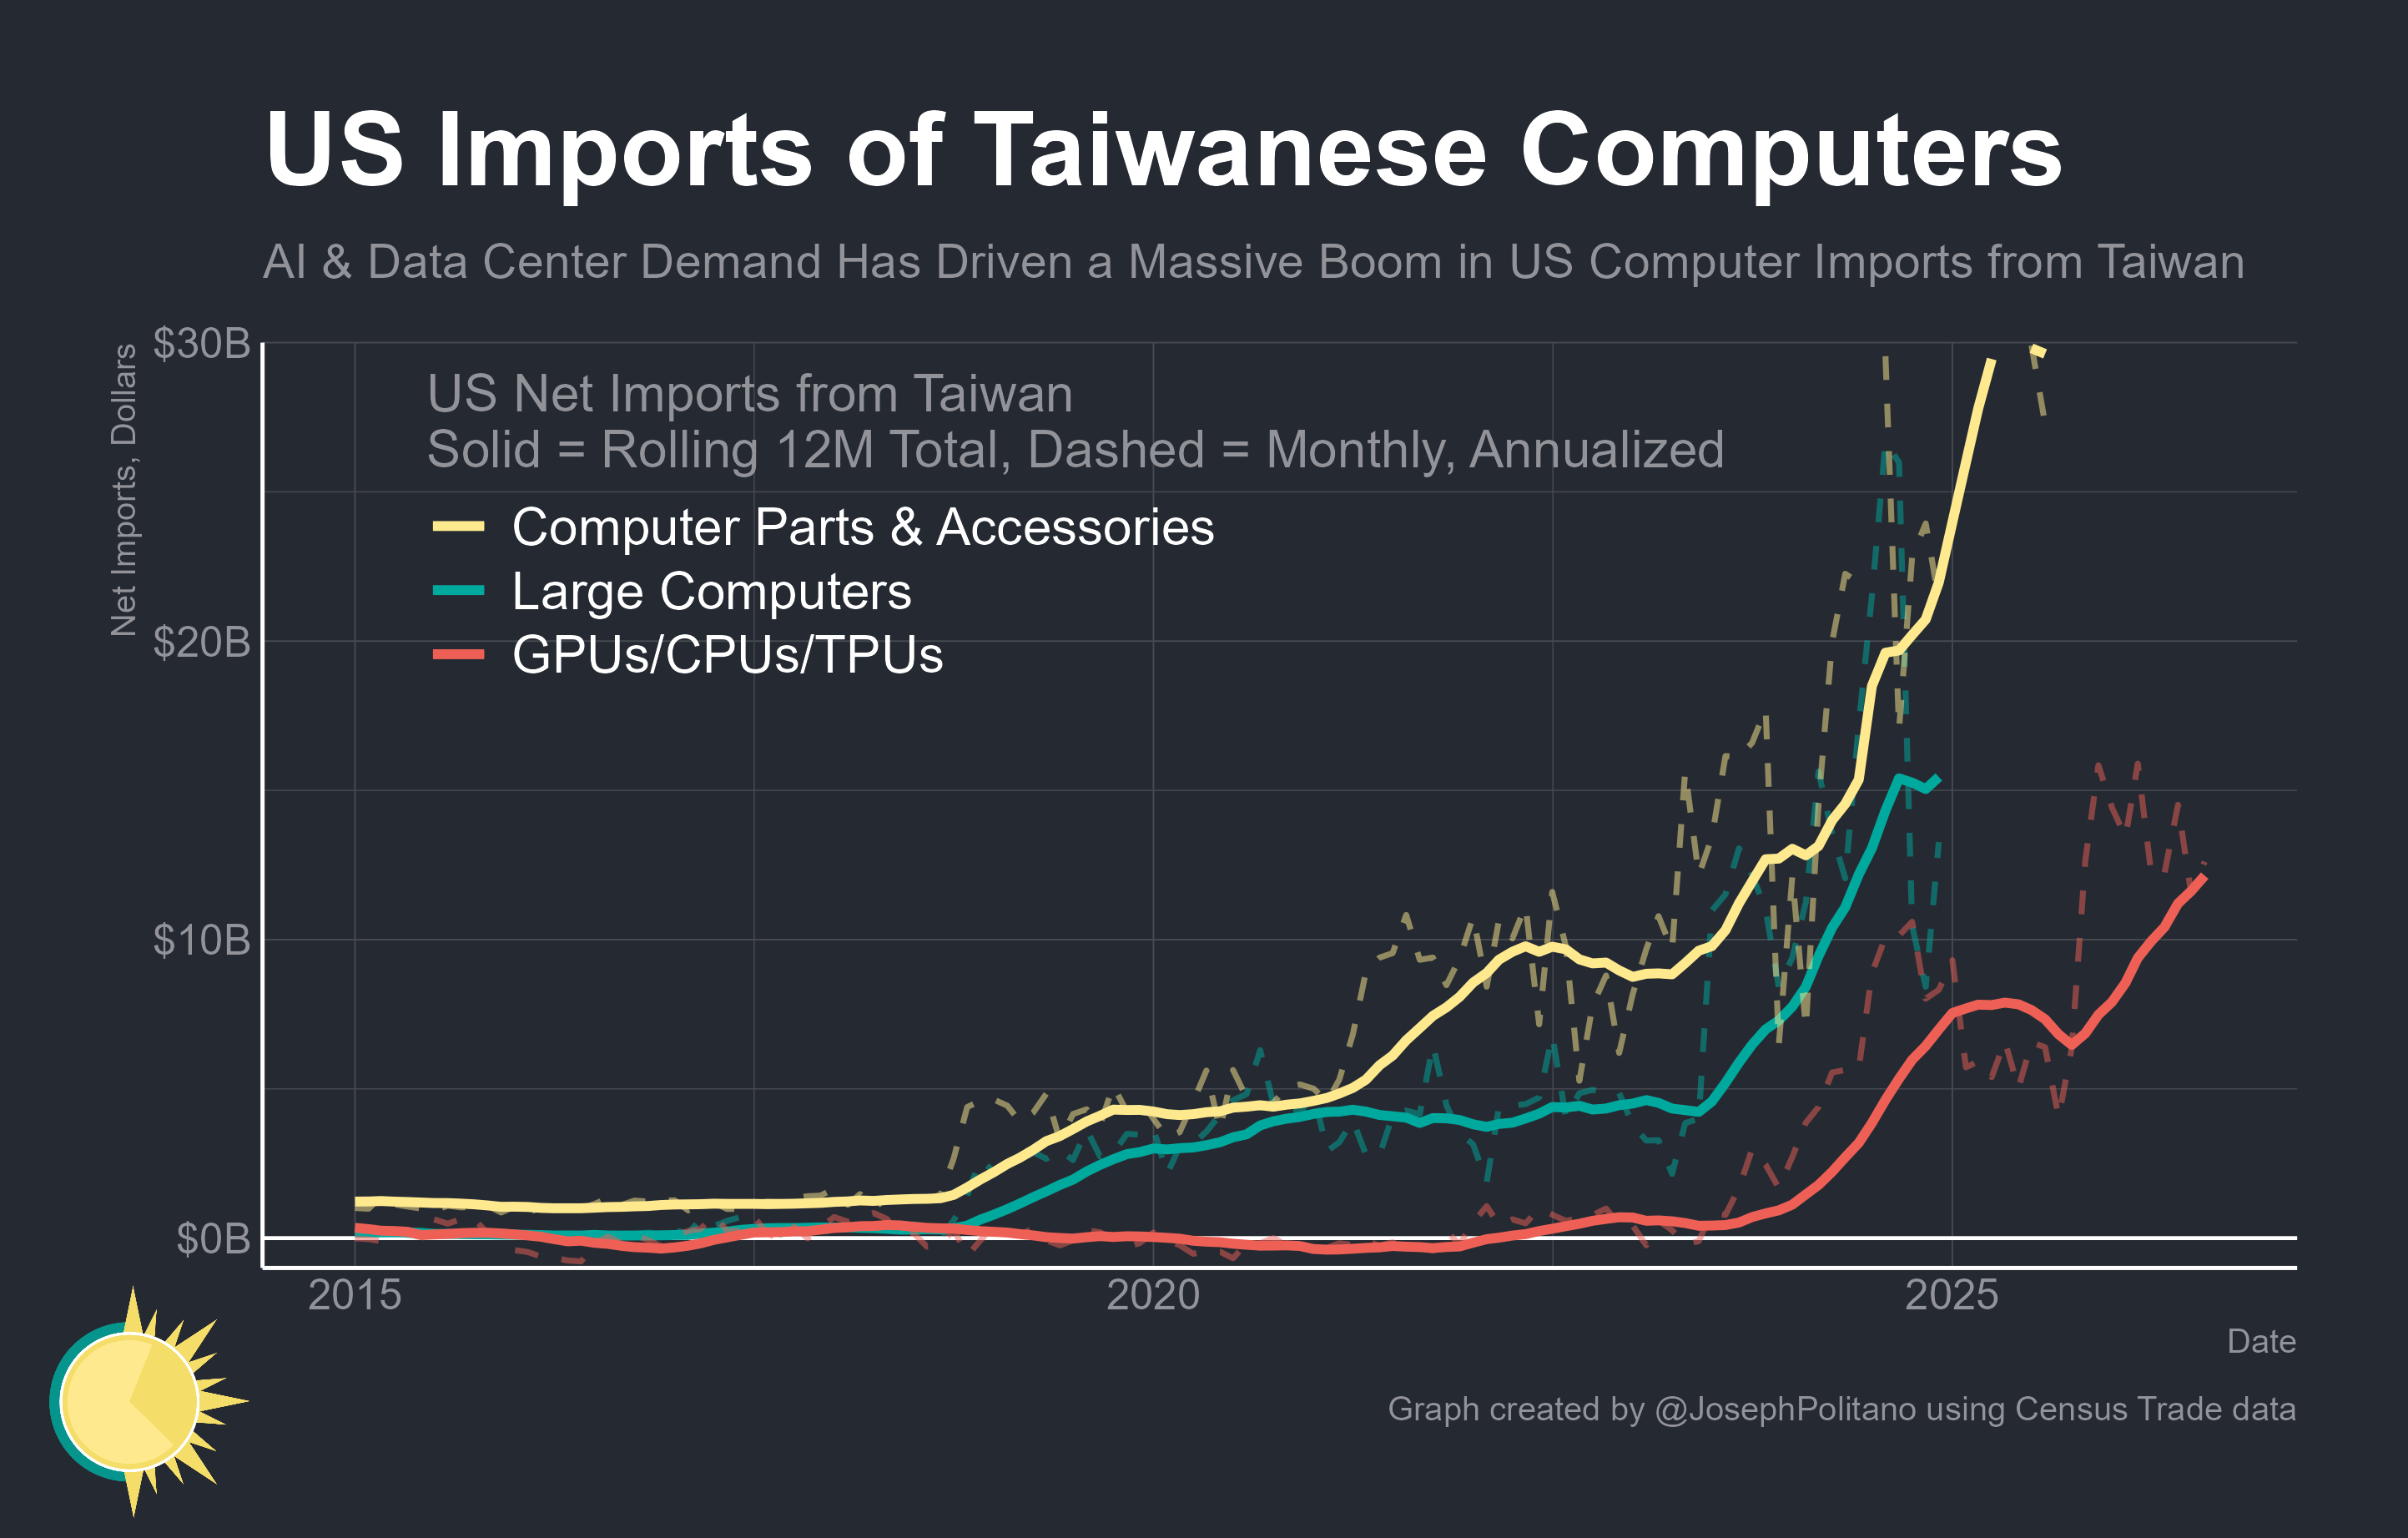 US Imports of Taiwanese Computers
AI & Data Center Demand Has Driven a Massive Boom in US Computer Imports from Taiwan
Net Imports, Dollars
$30B
$20B
$10B
$0B
US Net Imports from Taiwan
Solid = Rolling 12M Total, Dashed = Monthly, Annualized
Computer Parts & Accessories
Large Computers
GPUs/CPUs/TPUs
2015
2020
2025
Date
Graph created by @JosephPolitano using Census Trade data